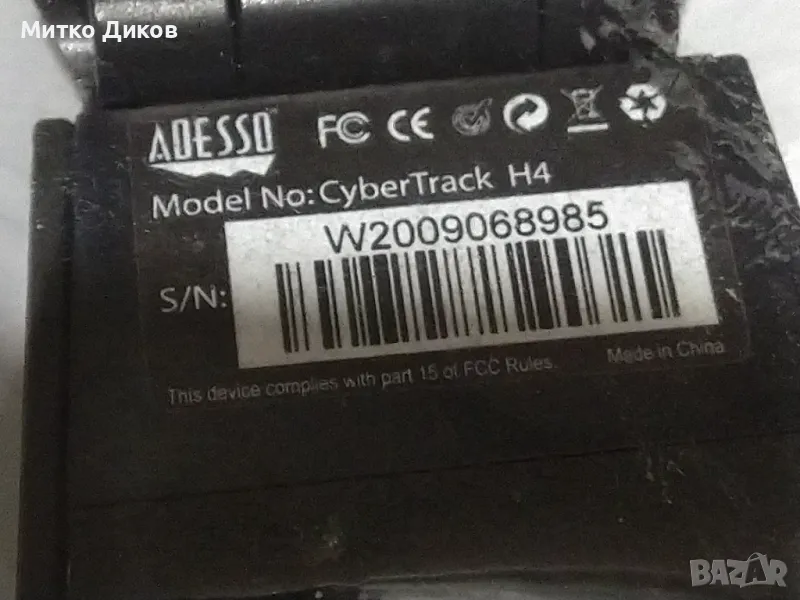 Митко Диков
ADESSO FC CE
Model No: CyberTrack H4
W2009068985
S/N:
This device complies with part 15 of FCC Rules. Made in China
BAZAR